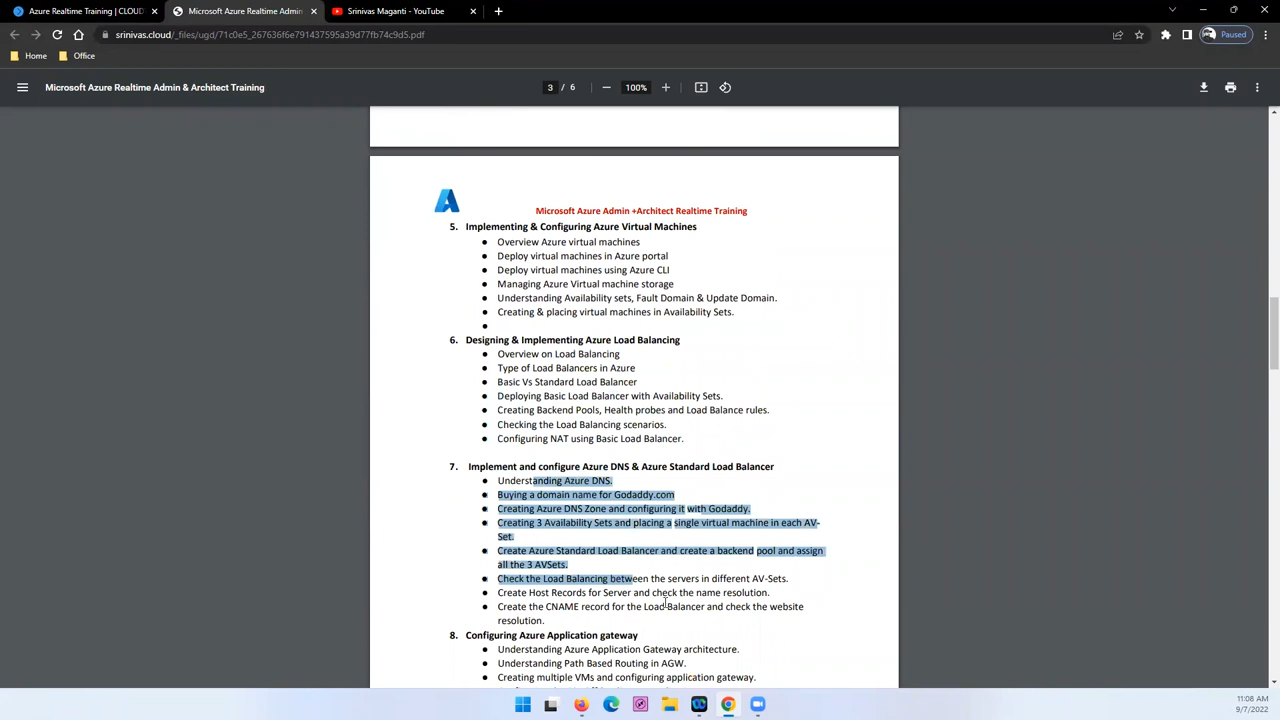 Azure Realtime Training | CLOUD
Microsoft Azure Realtime Admin
Srinivas Maganti - YouTube
srinivas.cloud/_files/ugd/71c0e5_267636f6e791437595a39d77fb74c9d5.pdf
Paused
Home
Office
Microsoft Azure Realtime Admin & Architect Training
3 / 6
100%
Microsoft Azure Admin +Architect Realtime Training
5. Implementing & Configuring Azure Virtual Machines
● Overview Azure virtual machines
● Deploy virtual machines in Azure portal
● Deploy virtual machines using Azure CLI
● Managing Azure Virtual machine storage
● Understanding Availability sets, Fault Domain & Update Domain.
● Creating & placing virtual machines in Availability Sets.
●
6. Designing & Implementing Azure Load Balancing
● Overview on Load Balancing
● Type of Load Balancers in Azure
● Basic Vs Standard Load Balancer
● Deploying Basic Load Balancer with Availability Sets.
● Creating Backend Pools, Health probes and Load Balance rules.
● Checking the Load Balancing scenarios.
● Configuring NAT using Basic Load Balancer.
7. Implement and configure Azure DNS & Azure Standard Load Balancer
● Understanding Azure DNS.
● Buying a domain name for Godaddy.com
● Creating Azure DNS Zone and configuring it with Godaddy.
● Creating 3 Availability Sets and placing a single virtual machine in each AV-
Set.
● Create Azure Standard Load Balancer and create a backend pool and assign
all the 3 AVSets.
● Check the Load Balancing between the servers in different AV-Sets.
● Create Host Records for Server and check the name resolution.
● Create the CNAME record for the Load Balancer and check the website
resolution.
8. Configuring Azure Application gateway
● Understanding Azure Application Gateway architecture.
● Understanding Path Based Routing in AGW.
● Creating multiple VMs and configuring application gateway.
11:08 AM
9/7/2022